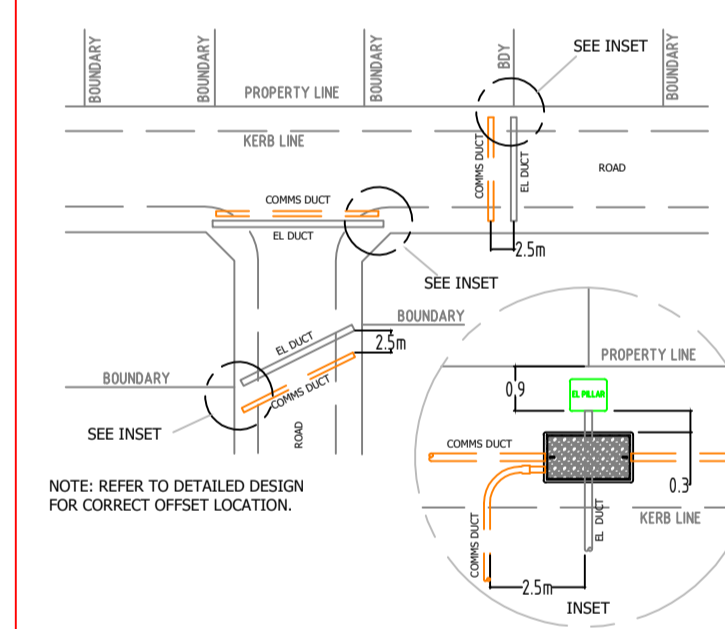 BOUNDARY
BOUNDARY
PROPERTY LINE
BOUNDARY
BDY
SEE INSET
BOUNDARY
KERB LINE
COMMS DUCT
EL DUCT
ROAD
COMMS DUCT
EL DUCT
2.5m
SEE INSET
BOUNDARY
EL DUCT
2.5m
BOUNDARY
COMMS DUCT
SEE INSET
ROAD
NOTE: REFER TO DETAILED DESIGN
FOR CORRECT OFFSET LOCATION.
PROPERTY LINE
0.9
EL PILLAR
COMMS DUCT
0.3
KERB LINE
EL DUCT
COMMS DUCT
2.5m
INSET